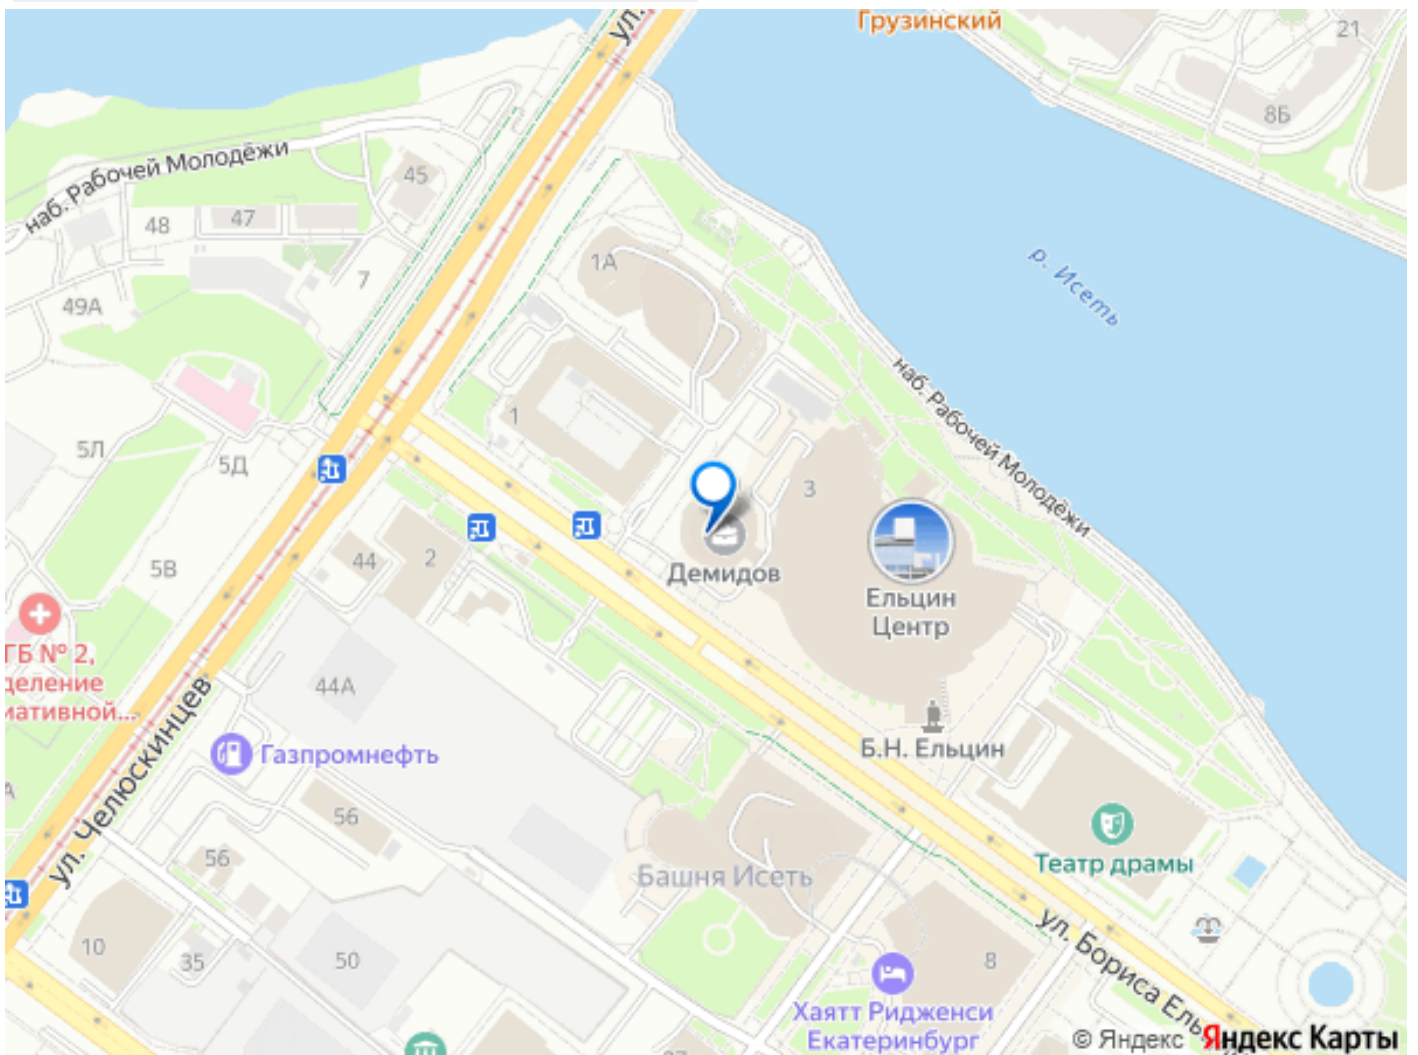 ул.
Грузинский
21
8Б
наб. Рабочей Молодёжи
45
48
47
7
49А
1А
р. Исеть
наб. Рабочей Молодёжи
1
5Л
5Д
3
44
2
5В
Демидов
Ельцин
Центр
ГБ № 2,
деление
иативной...
44А
ул. Челюскинцев
Газпромнефть
Б.Н. Ельцин
56
56
Театр драмы
Башня Исеть
10
35
50
8
ул. Бориса Ель
Хаятт Ридженси
Екатеринбург
© Яндекс
Яндекс Карты